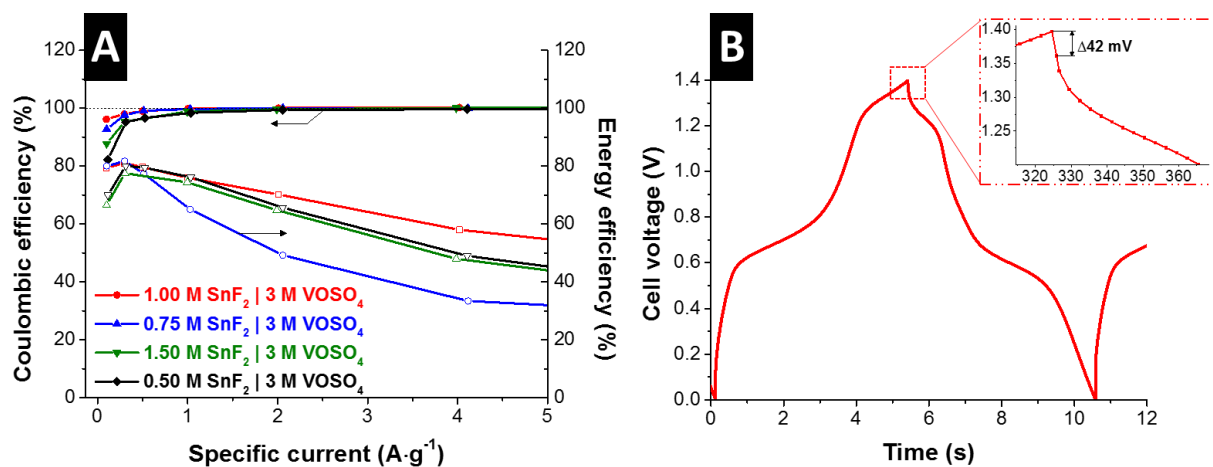 A
120
100
80
60
40
20
0
120
100
80
60
40
20
0
Coulombic efficiency (%)
Energy efficiency (%)
1.00 M SnF₂ | 3 M VOSO₄
0.75 M SnF₂ | 3 M VOSO₄
1.50 M SnF₂ | 3 M VOSO₄
0.50 M SnF₂ | 3 M VOSO₄
0 1 2 3 4 5
Specific current (A·g⁻¹)
B
1.4
1.2
1.0
0.8
0.6
0.4
0.2
0.0
Cell voltage (V)
0 2 4 6 8 10 12
Time (s)
1.40
1.35
1.30
1.25
Δ42 mV
320 330 340 350 360